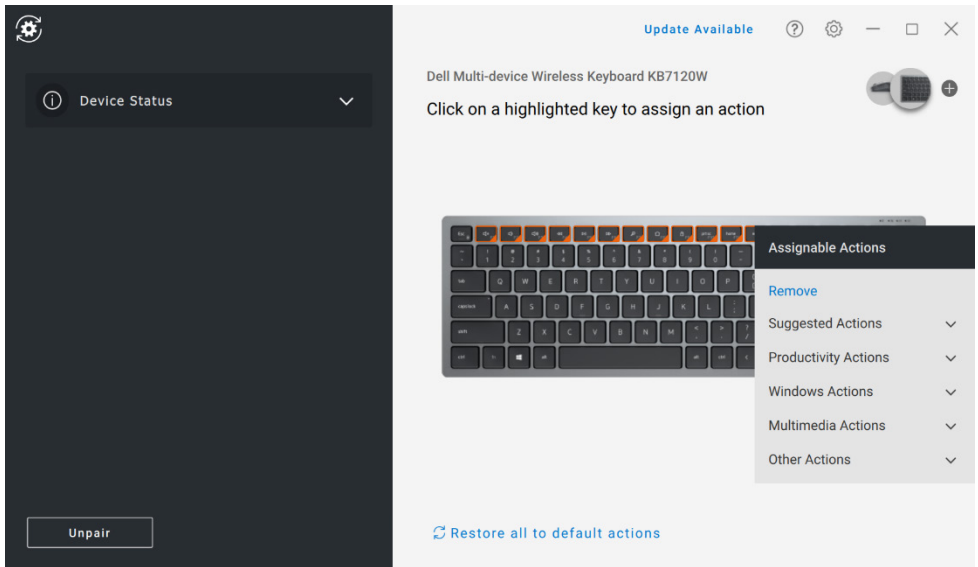 Update Available
Device Status
Dell Multi-device Wireless Keyboard KB7120W
Click on a highlighted key to assign an action
Assignable Actions
Remove
Suggested Actions
Productivity Actions
Windows Actions
Multimedia Actions
Other Actions
Q W E R T Y U I O P
A S D F G H J K L
Z X C V B N M
Unpair
Restore all to default actions